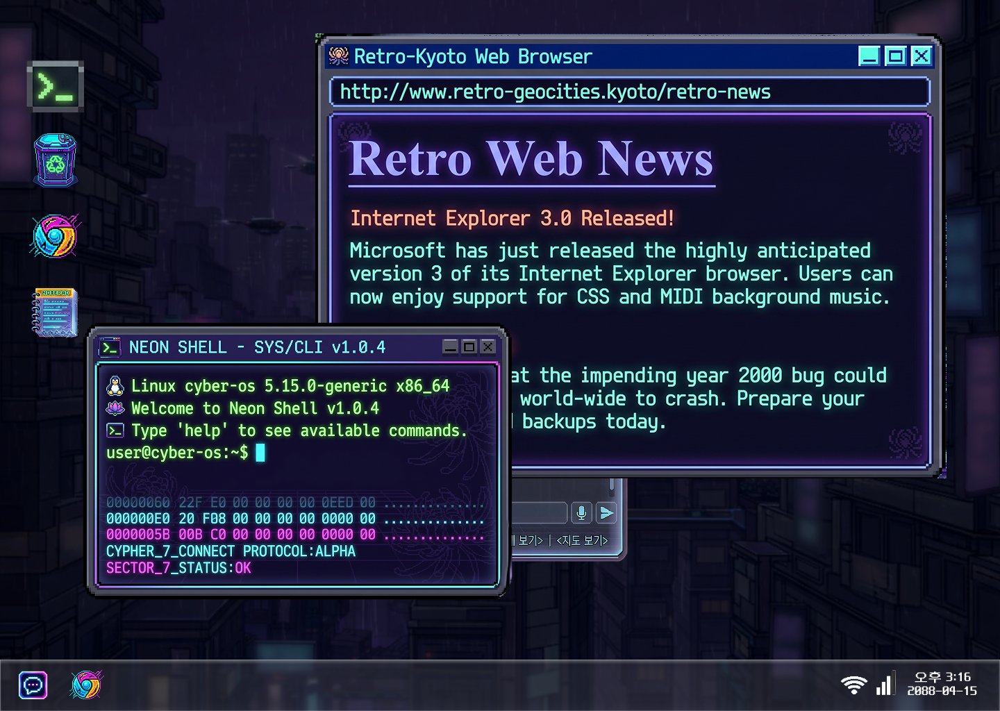 Retro-Kyoto Web Browser
http://www.retro-geocities.kyoto/retro-news
Retro Web News
Internet Explorer 3.0 Released!
Microsoft has just released the highly anticipated
version 3 of its Internet Explorer browser. Users can
now enjoy support for CSS and MIDI background music.
at the impending year 2000 bug could
world-wide to crash. Prepare your
backups today.
NOTEPAD
NEON SHELL - SYS/CLI v1.0.4
Linux cyber-os 5.15.0-generic x86_64
Welcome to Neon Shell v1.0.4
Type 'help' to see available commands.
user@cyber-os:~$
00000060 22F E0 00 00 00 00 0EED 00 ..............
000000E0 20 F08 00 00 00 00 0000 00 ..............
0000005B 00B C0 00 00 00 00 0000 00 ..............
CYPHER_7_CONNECT PROTOCOL:ALPHA
SECTOR_7_STATUS:OK
보기> | <지도 보기>
오후 3:16
2088-04-15